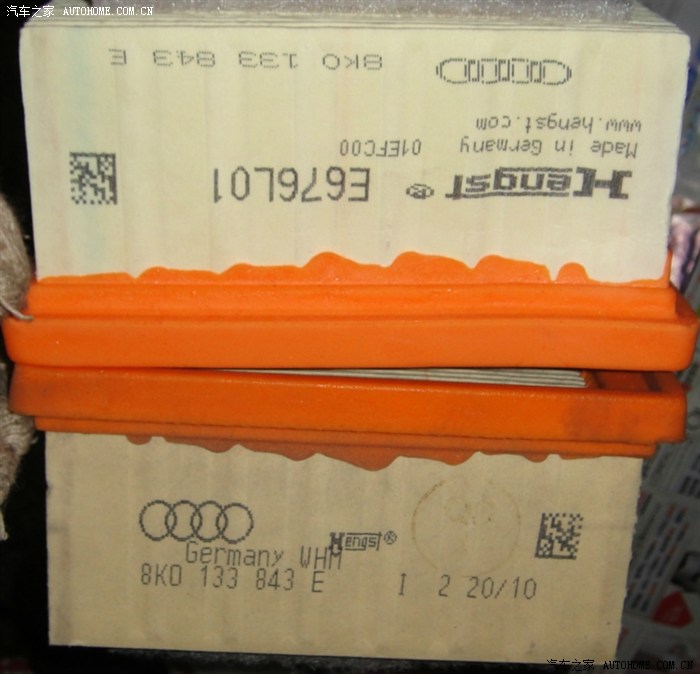 汽车之家 AUTOHOME.COM.CN
8K0 133 843 E
www.hengst.com
Made in Germany 01EFC00
Hengst® E676L01
Hengst®
Germany WHM
8K0 133 843 E I 2 20/10
汽车之家 AUTOHOME.COM.CN